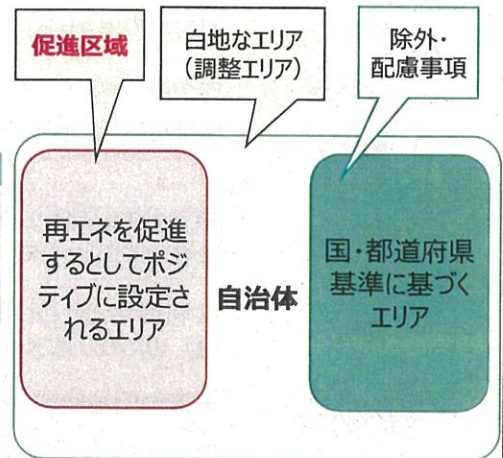 促進区域
白地なエリア
（調整エリア）
除外・
配慮事項
再エネを促進
するとしてポジ
ティブに設定さ
れるエリア
自治体
国・都道府県
基準に基づく
エリア